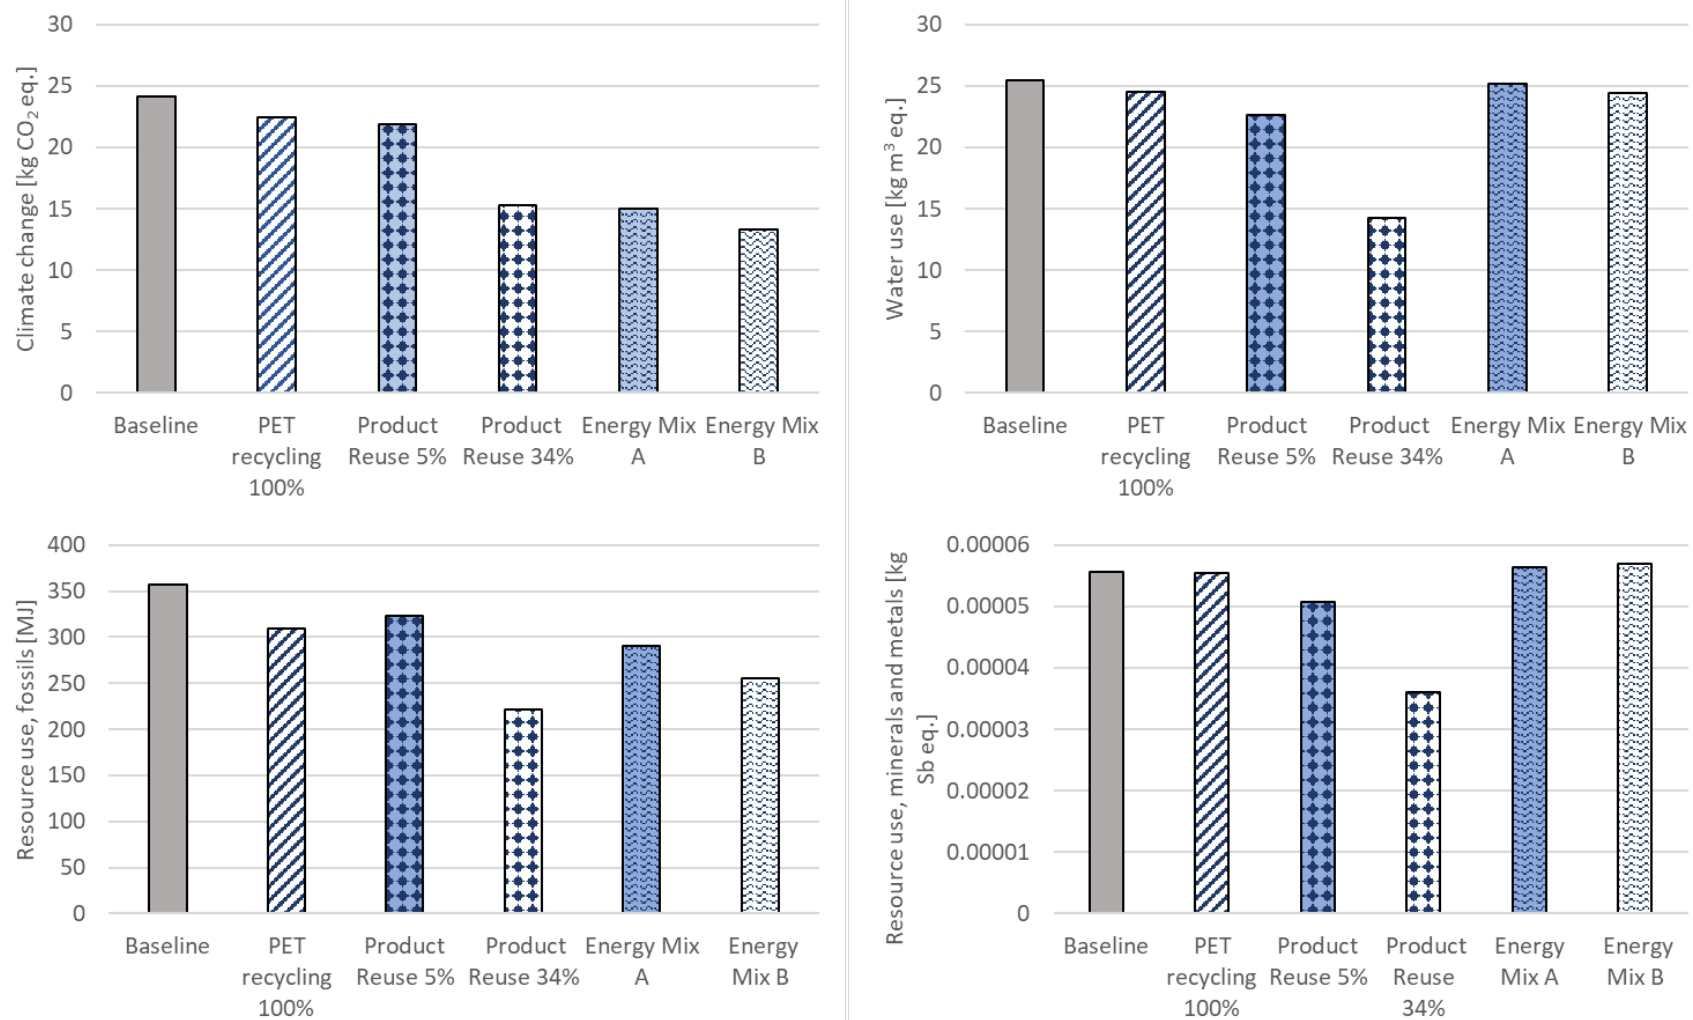 Climate change [kg CO₂ eq.]
30
25
20
15
10
5
0
Baseline
PET
recycling
100%
Product
Reuse 5%
Product
Reuse 34%
Energy Mix
A
Energy Mix
B
Water use [kg m³ eq.]
30
25
20
15
10
5
0
Baseline
PET
recycling
100%
Product
Reuse 5%
Product
Reuse 34%
Energy Mix
A
Energy Mix
B
Resource use, fossils [MJ]
400
350
300
250
200
150
100
50
0
Baseline
PET
recycling
100%
Product
Reuse 5%
Product
Reuse 34%
Energy Mix
A
Energy
Mix B
Resource use, minerals and metals [kg
Sb eq.]
0.00006
0.00005
0.00004
0.00003
0.00002
0.00001
0
Baseline
PET
recycling
100%
Product
Reuse 5%
Product
Reuse
34%
Energy
Mix A
Energy
Mix B